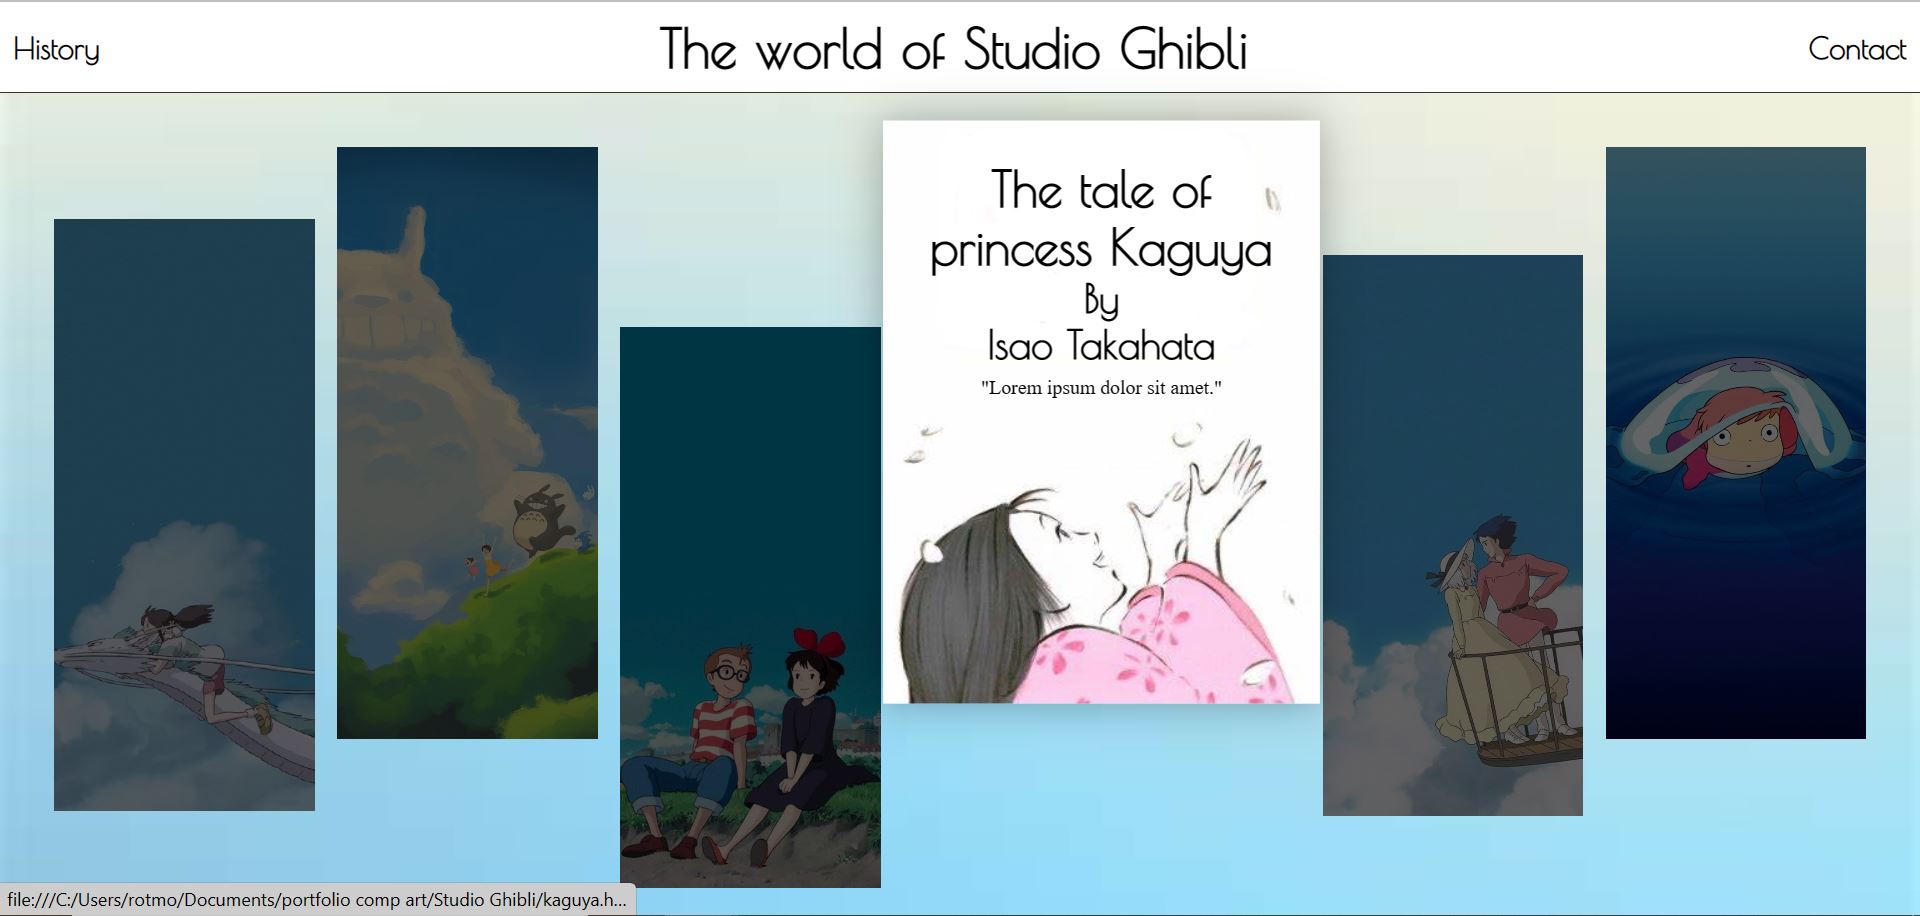 History
The world of Studio Ghibli
Contact
The tale of
princess Kaguya
By
Isao Takahata
"Lorem ipsum dolor sit amet."
file:///C:/Users/rotmo/Documents/portfolio comp art/Studio Ghibli/kaguya.h...